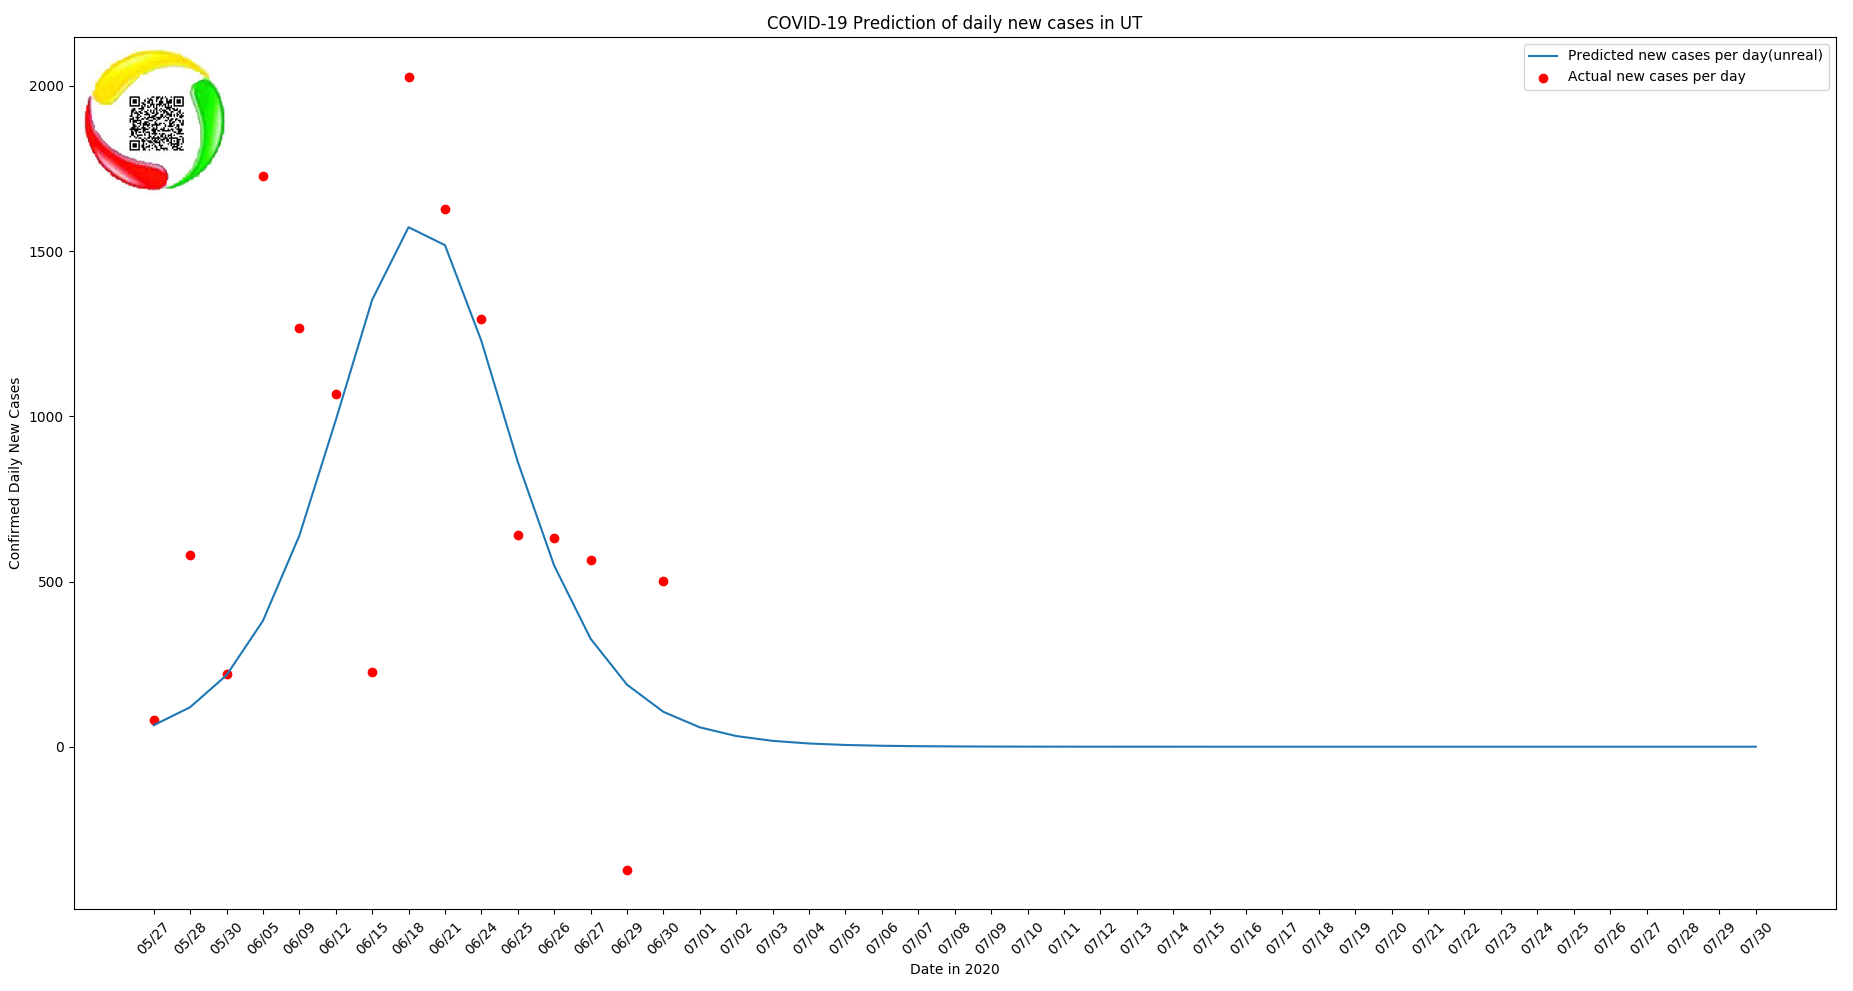 COVID-19 Prediction of daily new cases in UT
Predicted new cases per day(unreal)
Actual new cases per day
Confirmed Daily New Cases
2000
1500
1000
500
0
05/27 05/28 05/30 06/05 06/09 06/12 06/15 06/18 06/21 06/24 06/25 06/26 06/27 06/29 06/30 07/01 07/02 07/03 07/04 07/05 07/06 07/07 07/08 07/09 07/10 07/11 07/12 07/13 07/14 07/15 07/16 07/17 07/18 07/19 07/20 07/21 07/22 07/23 07/24 07/25 07/26 07/27 07/28 07/29 07/30
Date in 2020